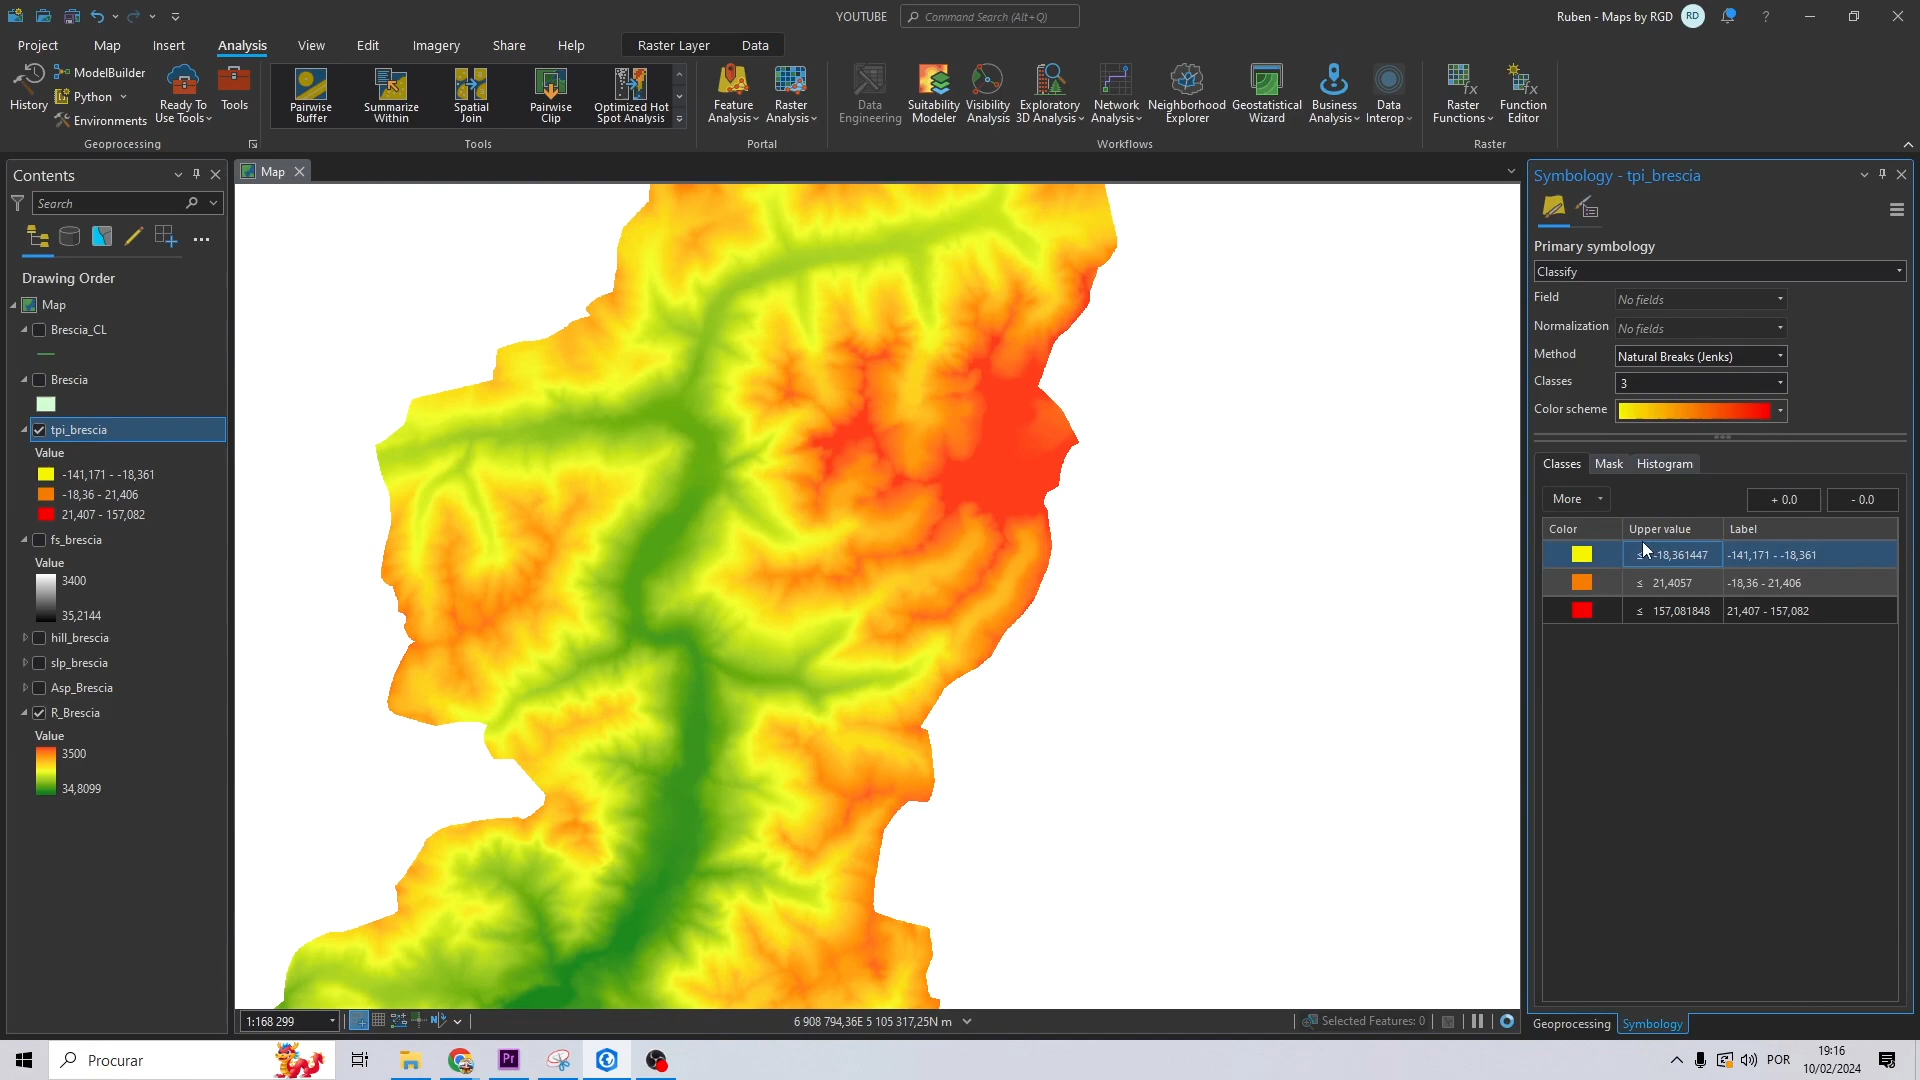 YOUTUBE
Command Search (Alt+Q)
Ruben - Maps by RGD
RD
?
Project
Map
Insert
Analysis
View
Edit
Imagery
Share
Help
Raster Layer
Data
History
ModelBuilder
Python
Environments
Ready To
Use Tools
Tools
Geoprocessing
Pairwise
Buffer
Summarize
Within
Spatial
Join
Pairwise
Clip
Optimized Hot
Spot Analysis
Tools
Feature
Analysis
Raster
Analysis
Portal
Data
Engineering
Suitability
Modeler
Visibility
Analysis
Exploratory
3D Analysis
Network
Analysis
Neighborhood
Explorer
Geostatistical
Wizard
Business
Analysis
Data
Interop
Workflows
Raster
Functions
Function
Editor
Raster
Contents
Search
Drawing Order
Map
Brescia_CL
Brescia
tpi_brescia
Value
-141,171 - -18,361
-18,36 - 21,406
21,407 - 157,082
fs_brescia
Value
3400
35,2144
hill_brescia
slp_brescia
Asp_Brescia
R_Brescia
Value
3500
34,8099
Map
1:168 299
6 908 794,36E 5 105 317,25N m
Selected Features: 0
Symbology - tpi_brescia
Primary symbology
Classify
Field
No fields
Normalization
No fields
Method
Natural Breaks (Jenks)
Classes
3
Color scheme
Classes
Mask
Histogram
More
+ 0.0
- 0.0
Color
Upper value
Label
≤ -18,361447
-141,171 - -18,361
≤ 21,4057
-18,36 - 21,406
≤ 157,081848
21,407 - 157,082
Geoprocessing
Symbology
Procurar
Pr
POR
19:16
10/02/2024